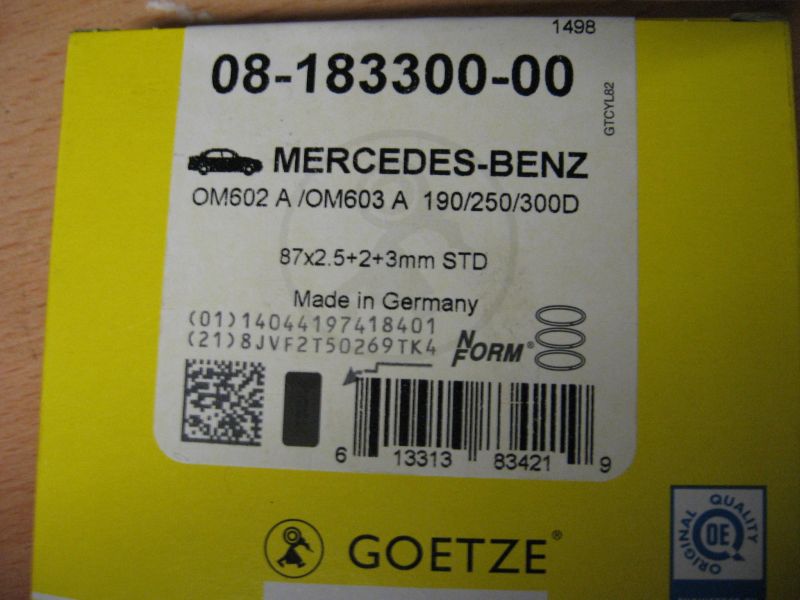 1498
08-183300-00
GTCYL82
MERCEDES-BENZ
OM602 A /OM603 A 190/250/300D
87x2.5+2+3mm STD
Made in Germany
(01)14044197418401
(21)8JVF2T50269TK4
N FORM®
6 13313 83421 9
GOETZE®
ORIGINAL QUALITY
OE